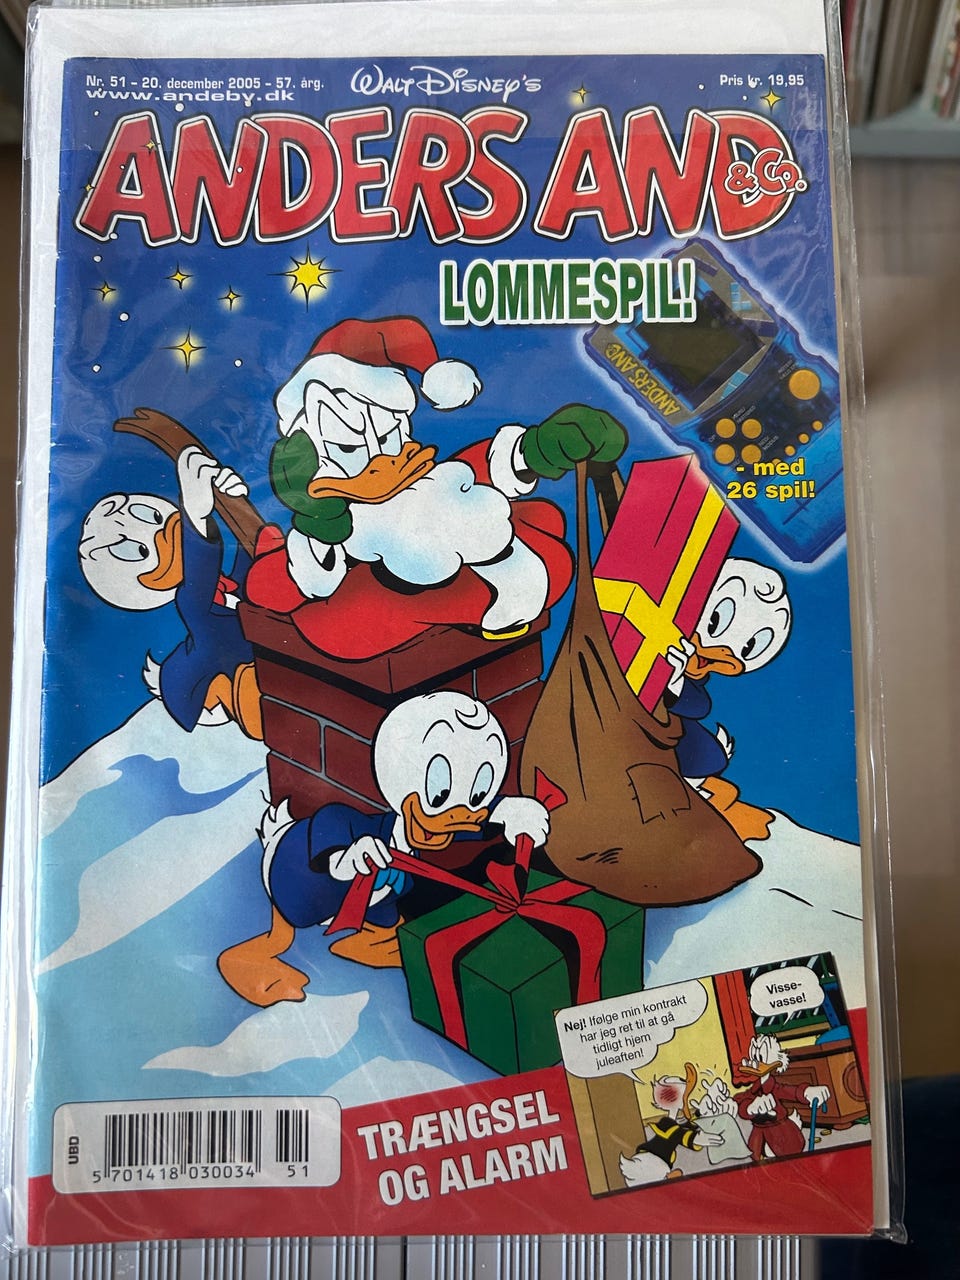 Nr. 51 - 20. december 2005 - 57. årg.
www.andeby.dk
WALT DISNEY'S
Pris kr. 19,95
ANDERS AND
& Co.
LOMMESPIL!
ANDERS AND
- med
26 spil!
Nej! Ifølge min kontrakt
har jeg ret til at gå
tidligt hjem
juleaften!
Visse-
vasse!
TRÆNGSEL
OG ALARM
UBD
5 701418 030034 51